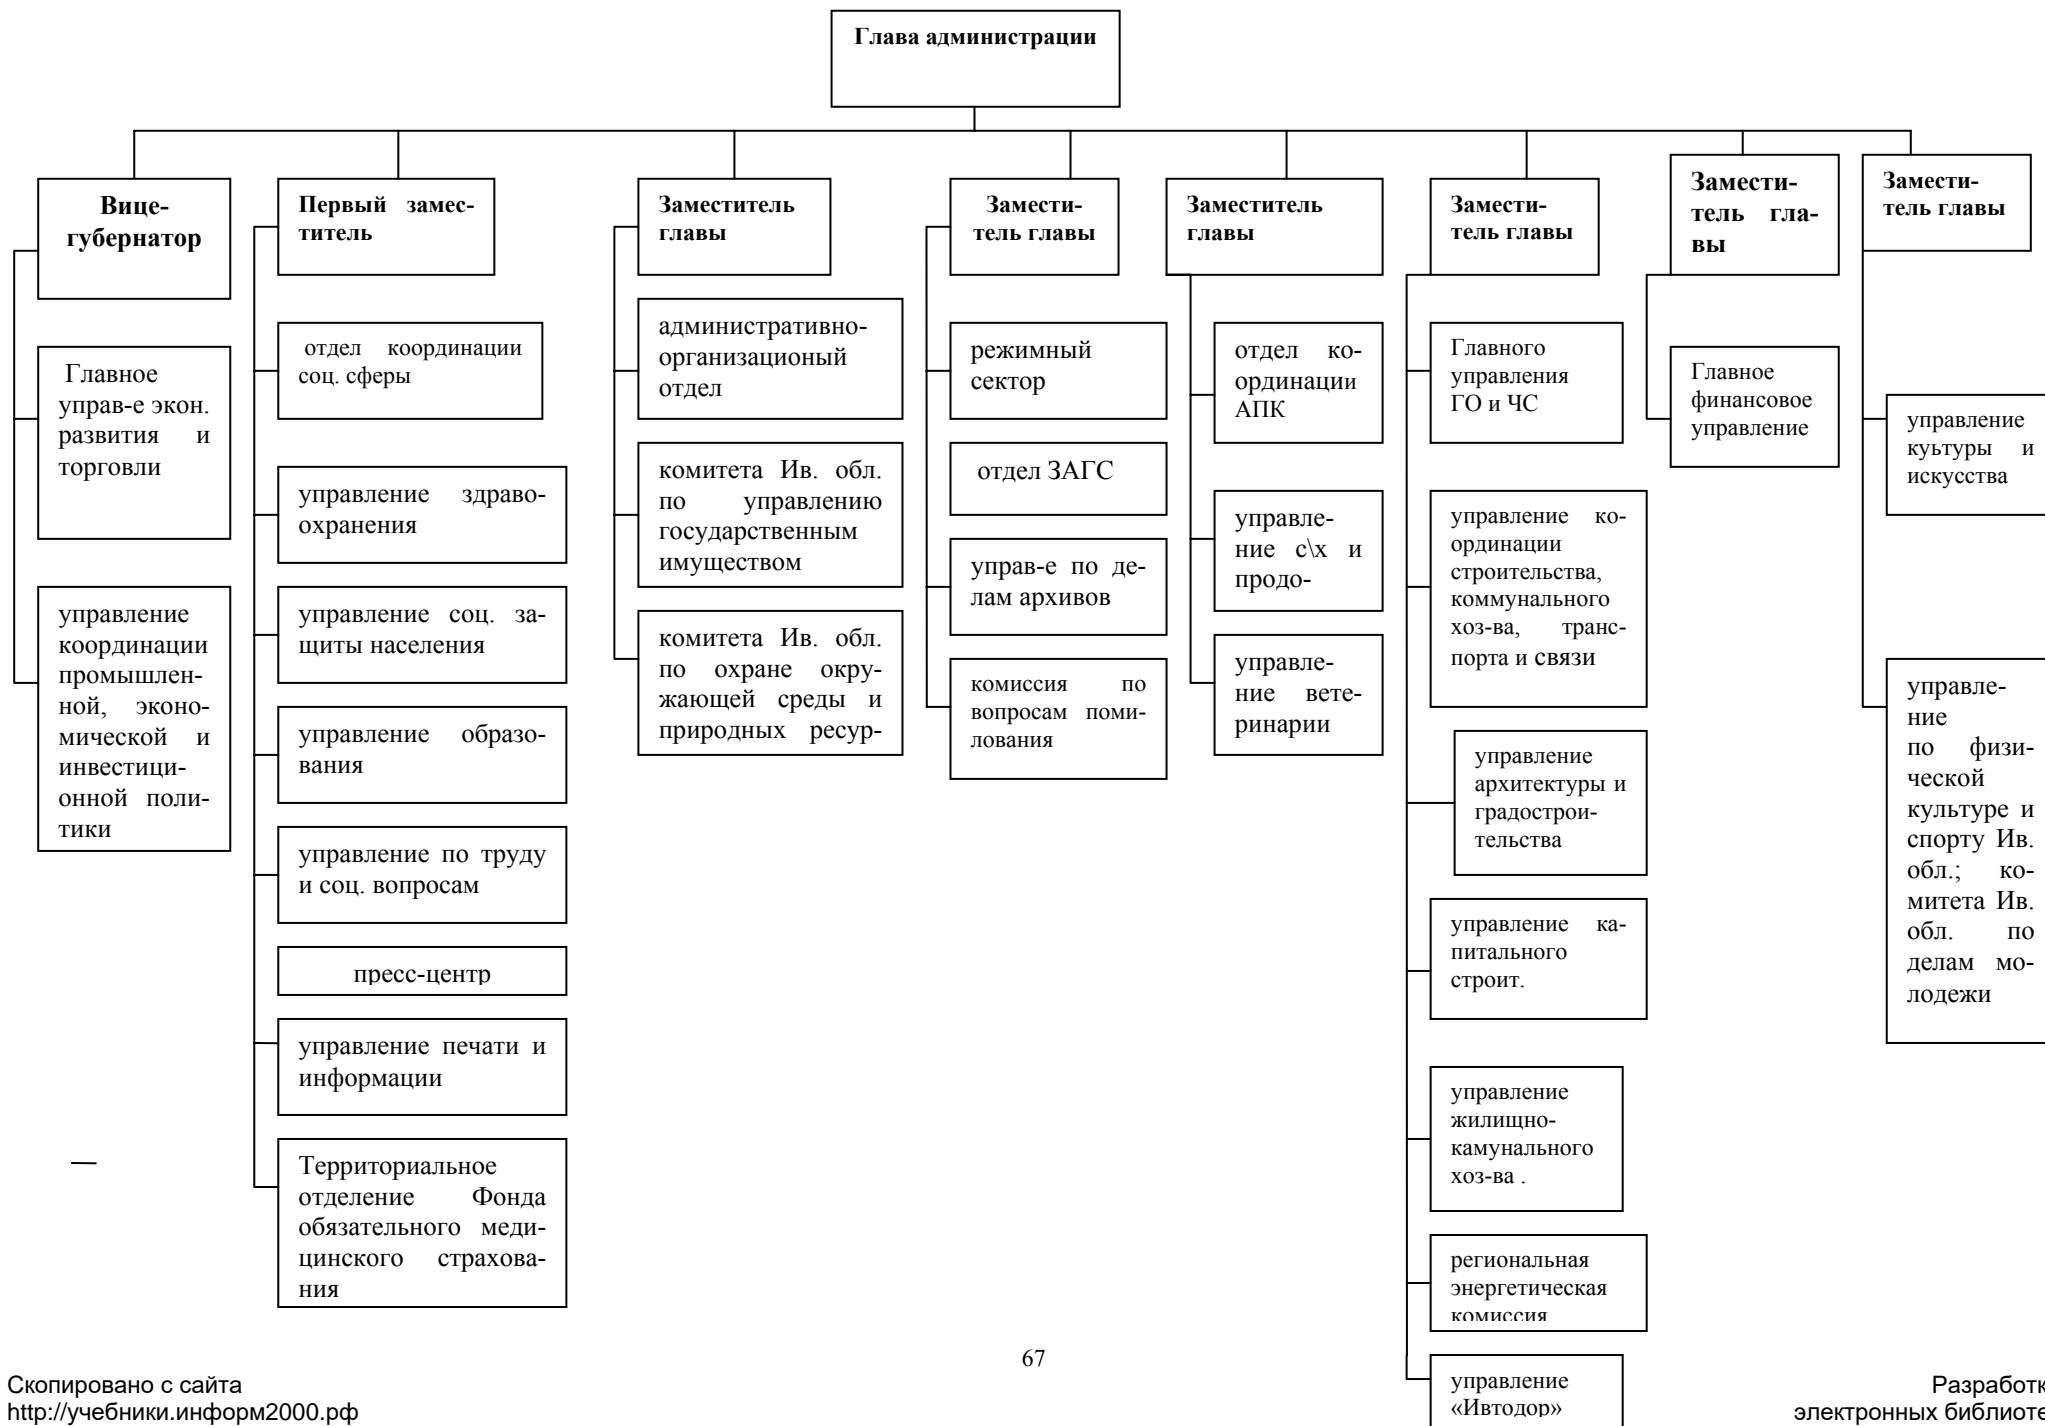 Глава администрации
Вице-
губернатор
Главное
управ-е экон.
развития и
торговли
управление
координации
промышлен-
ной, эконо-
мической и
инвестици-
онной поли-
тики
Первый замес-
титель
отдел координации
соц. сферы
управление здраво-
охранения
управление соц. за-
щиты населения
управление образо-
вания
управление по труду
и соц. вопросам
пресс-центр
управление печати и
информации
Территориальное
отделение Фонда
обязательного меди-
цинского страхова-
ния
Заместитель
главы
административно-
организационый
отдел
комитета Ив. обл.
по управлению
государственным
имуществом
комитета Ив. обл.
по охране окру-
жающей среды и
природных ресур-
Замести-
тель главы
режимный
сектор
отдел ЗАГС
управ-е по де-
лам архивов
комиссия по
вопросам поми-
лования
Заместитель
главы
отдел ко-
ординации
АПК
управле-
ние с\х и
продо-
управле-
ние вете-
ринарии
Замести-
тель главы
Главного
управления
ГО и ЧС
управление ко-
ординации
строительства,
коммунального
хоз-ва, транс-
порта и связи
управление
архитектуры и
градострои-
тельства
управление ка-
питального
строит.
управление
жилищно-
камунального
хоз-ва .
региональная
энергетическая
комиссия
управление
«Ивтодор»
Замести-
тель гла-
вы
Главное
финансовое
управление
Замести-
тель главы
управление
куьтуры и
искусства
управле-
ние
по физи-
ческой
культуре и
спорту Ив.
обл.; ко-
митета Ив.
обл. по
делам мо-
лодежи
67
Скопировано с сайта
http://учебники.информ2000.рф
Разработк
электронных библиоте